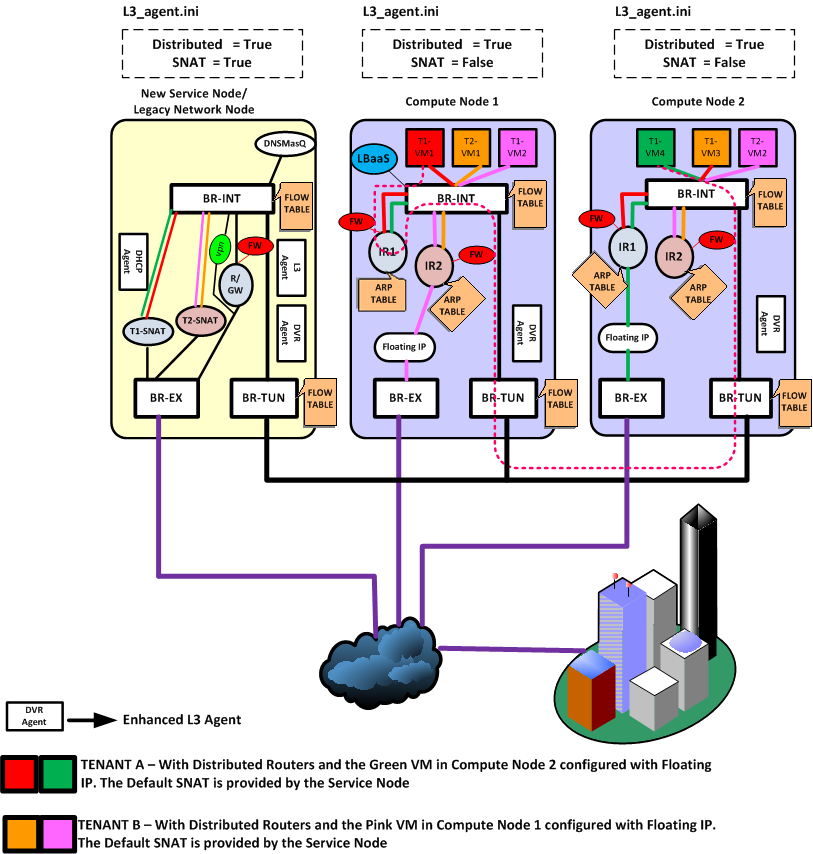 L3_agent.ini
L3_agent.ini
L3_agent.ini
Distributed = True
SNAT = True
Distributed = True
SNAT = False
Distributed = True
SNAT = False
New Service Node/
Legacy Network Node
Compute Node 1
Compute Node 2
DNSMasQ
BR-INT
FLOW
TABLE
DHCP
Agent
vpn
FW
R/
GW
L3
Agent
T1-SNAT
T2-SNAT
DVR
Agent
BR-EX
BR-TUN
FLOW
TABLE
LBaaS
T1-
VM1
T2-
VM2
T1-
VM2
BR-INT
FLOW
TABLE
FW
IR1
ARP
TABLE
IR2
FW
ARP
TABLE
Floating IP
DVR
Agent
BR-EX
BR-TUN
FLOW
TABLE
T1-
VM4
T1-
VM3
T2-
VM2
BR-INT
FLOW
TABLE
FW
IR1
ARP
TABLE
IR2
FW
ARP
TABLE
Floating IP
DVR
Agent
BR-EX
BR-TUN
FLOW
TABLE
DVR
Agent
Enhanced L3 Agent
TENANT A – With Distributed Routers and the Green VM in Compute Node 2 configured with Floating
IP. The Default SNAT is provided by the Service Node
TENANT B – With Distributed Routers and the Pink VM in Compute Node 1 configured with Floating IP.
The Default SNAT is provided by the Service Node